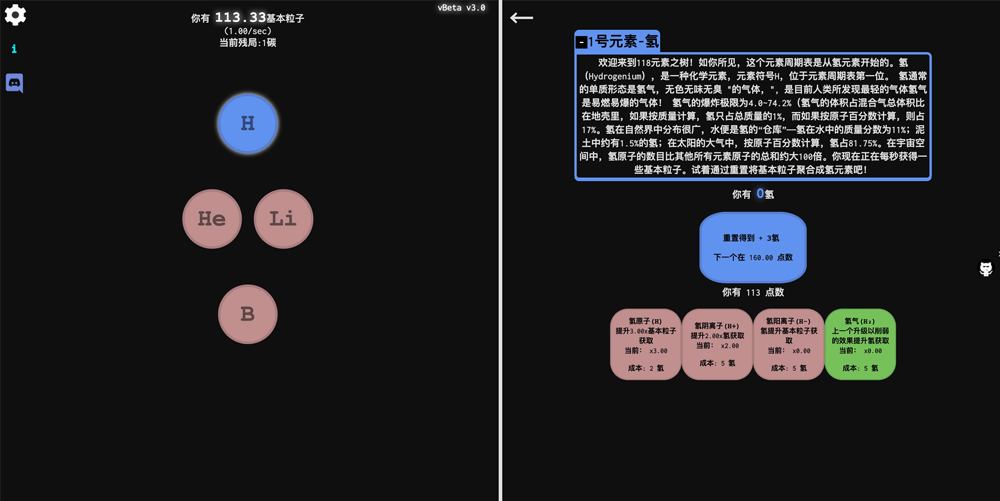 vBeta v3.0
你有 113.33基本粒子
(1.00/sec)
当前残局:1碳
i
H
He
Li
B
-1号元素-氢
欢迎来到118元素之树! 如你所见, 这个元素周期表是从氢元素开始的。氢
(Hydrogenium), 是一种化学元素, 元素符号H, 位于元素周期表第一位。 氢通常
的单质形态是氢气, 无色无味无臭 "的气体, ", 是目前人类所发现最轻的气体氢气
是易燃易爆的气体! 氢气的爆炸极限为4.0~74.2% (氢气的体积占混合气总体积比
在地壳里, 如果按质量计算, 氢只占总质量的1%, 而如果按原子百分数计算, 则占
17%。氢在自然界中分布很广, 水便是氢的“仓库”—氢在水中的质量分数为11%; 泥
土中约有1.5%的氢; 在太阳的大气中, 按原子百分数计算, 氢占81.75%。在宇宙空
间中, 氢原子的数目比其他所有元素原子的总和约大100倍。你现在正在每秒获得一
些基本粒子。试着通过重置将基本粒子聚合成氢元素吧!
你有 0氢
重置得到 + 3氢
下一个在 160.00 点数
你有 113 点数
氢原子(H)
提升3.00x基本粒子
获取
当前: x3.00
成本: 2 氢
氢阴离子(H+)
提升2.00x氢获取
当前: x2.00
成本: 5 氢
氢阳离子(H-)
氢提升基本粒子获
取
当前: x0.00
成本: 5 氢
氢气(H₂)
上一个升级以削弱
的效果提升氢获取
当前: x0.00
成本: 5 氢